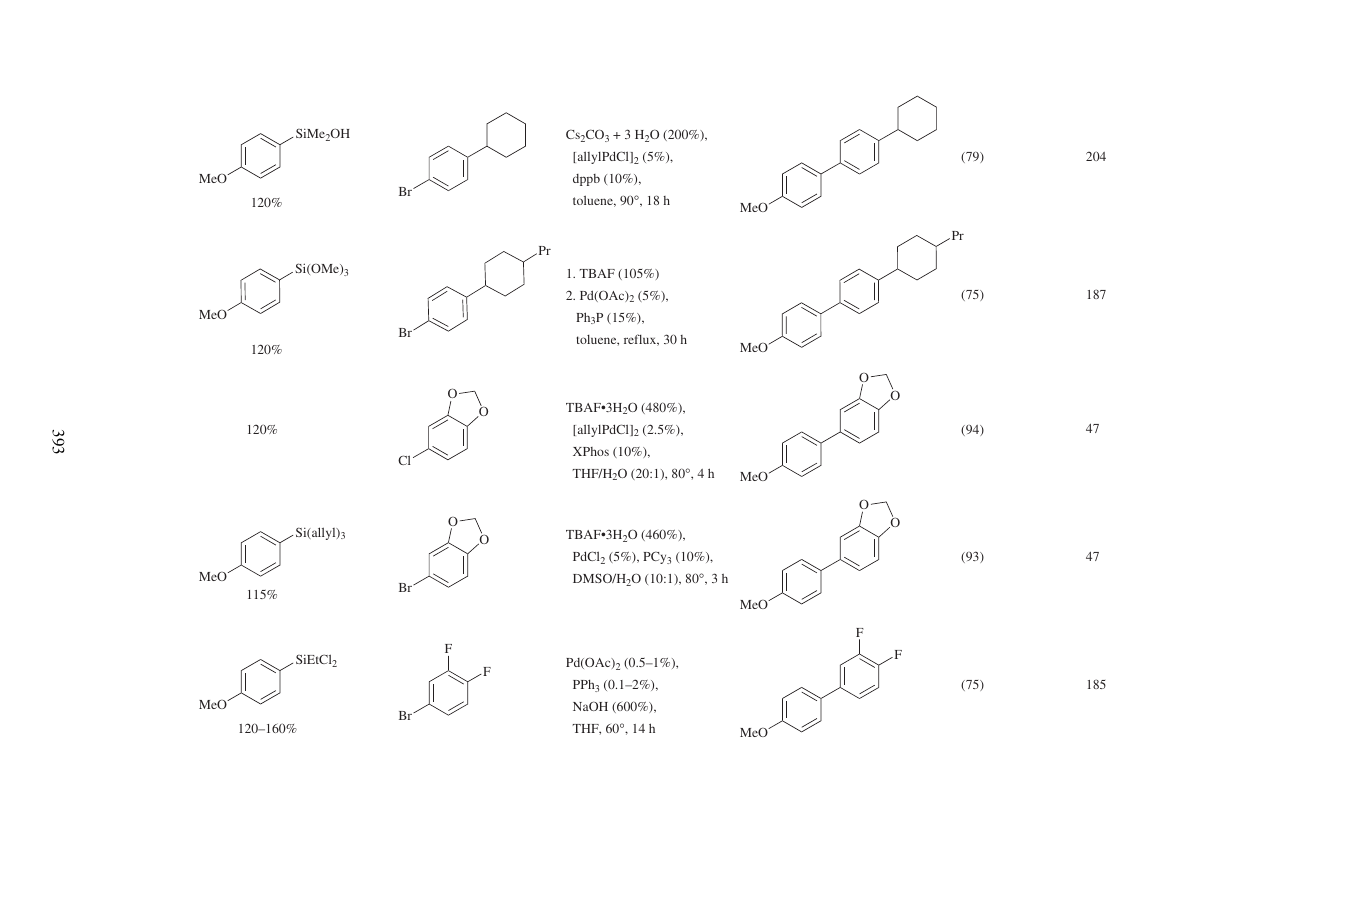 SiMe2OH
MeO
120%
Br
Cs2CO3 + 3 H2O (200%),
[allylPdCl]2 (5%),
dppb (10%),
toluene, 90°, 18 h
MeO
(79)
204
Si(OMe)3
MeO
120%
Pr
Br
1. TBAF (105%)
2. Pd(OAc)2 (5%),
Ph3P (15%),
toluene, reflux, 30 h
Pr
MeO
(75)
187
120%
O
O
Cl
TBAF•3H2O (480%),
[allylPdCl]2 (2.5%),
XPhos (10%),
THF/H2O (20:1), 80°, 4 h
O
O
MeO
(94)
47
393
Si(allyl)3
MeO
115%
O
O
Br
TBAF•3H2O (460%),
PdCl2 (5%), PCy3 (10%),
DMSO/H2O (10:1), 80°, 3 h
O
O
MeO
(93)
47
SiEtCl2
MeO
120–160%
F
F
Br
Pd(OAc)2 (0.5–1%),
PPh3 (0.1–2%),
NaOH (600%),
THF, 60°, 14 h
F
F
MeO
(75)
185